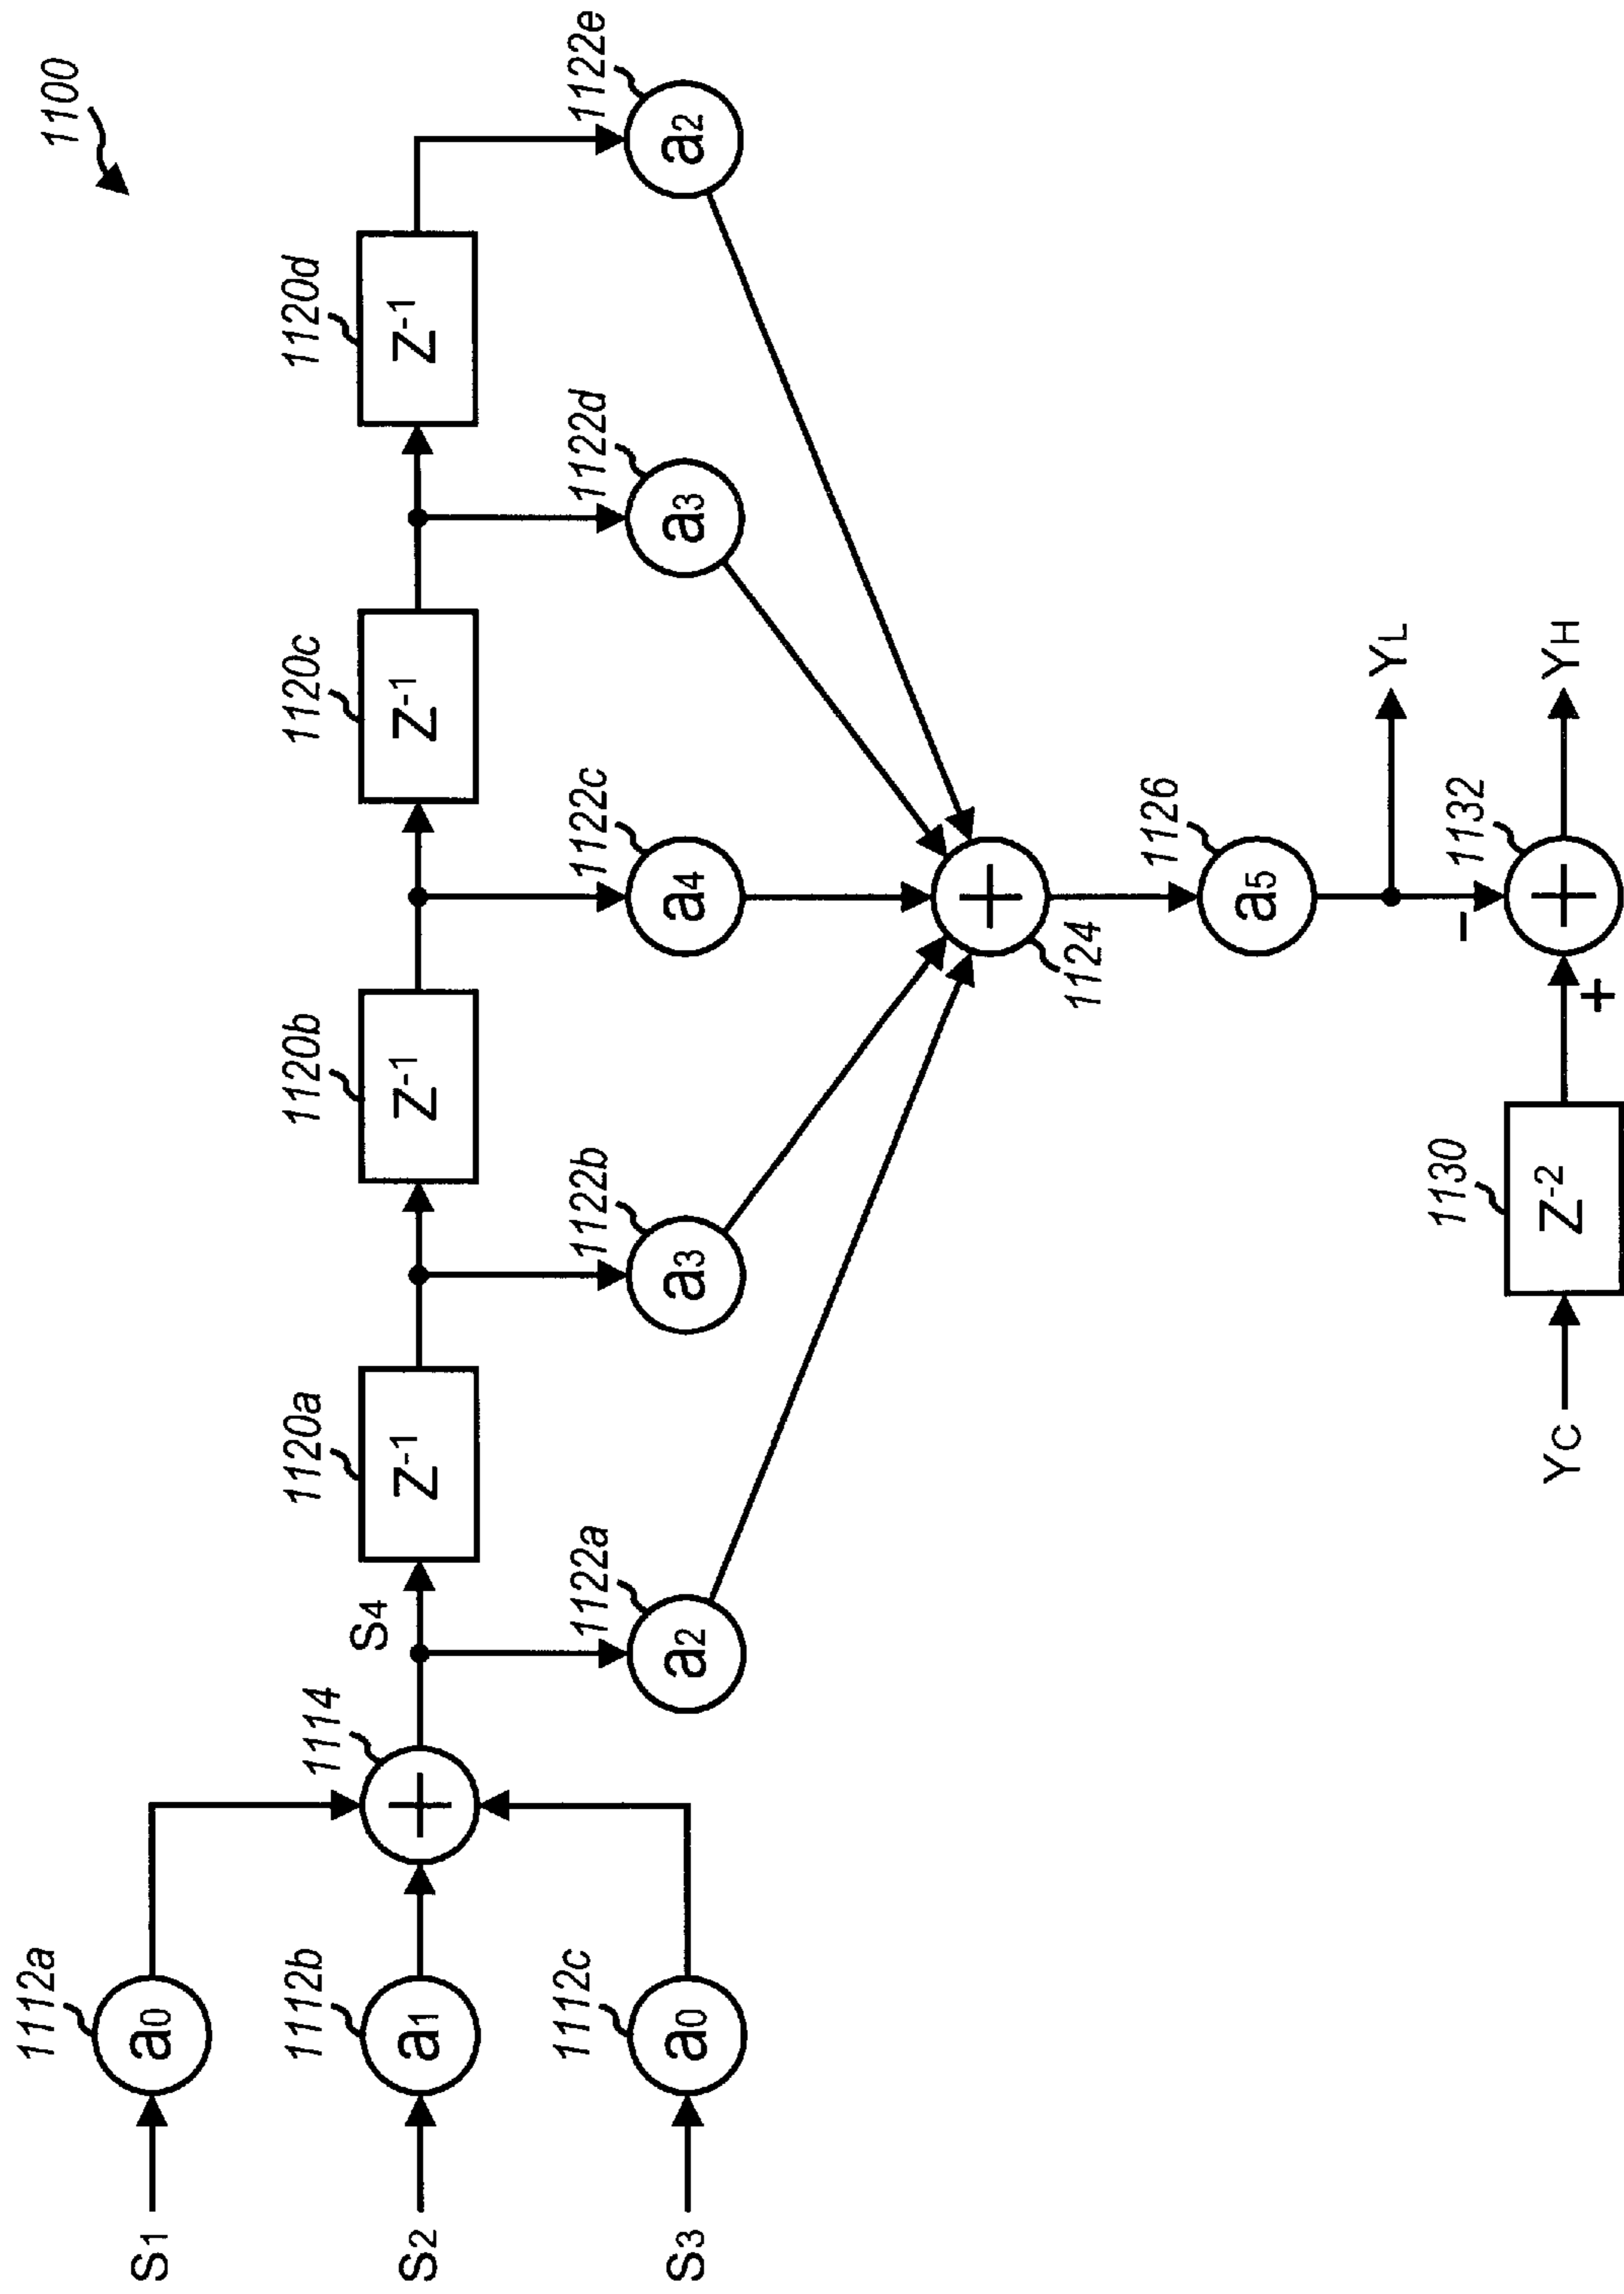 1100
1112a
S1
a0
1112b
S2
a1
1112c
S3
a0
1114
+
S4
1120a
Z-1
1120b
Z-1
1120c
Z-1
1120d
Z-1
1122a
a2
1122b
a3
1122c
a4
1122d
a3
1122e
a2
+
1124
1126
a5
YL
YC
1130
Z-2
+
-
1132
+
YH